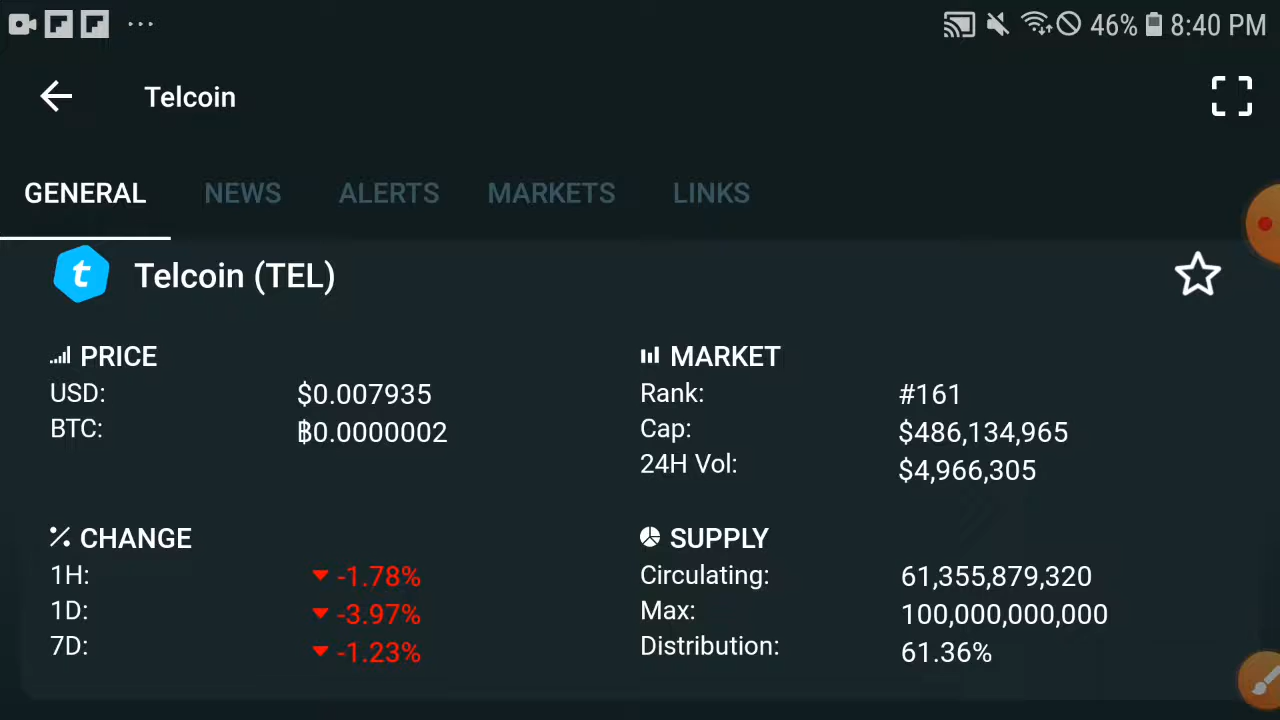 46% 8:40 PM
Telcoin
GENERAL NEWS ALERTS MARKETS LINKS
t Telcoin (TEL)
PRICE
USD: $0.007935
BTC: ฿0.0000002
MARKET
Rank: #161
Cap: $486,134,965
24H Vol: $4,966,305
CHANGE
1H: -1.78%
1D: -3.97%
7D: -1.23%
SUPPLY
Circulating: 61,355,879,320
Max: 100,000,000,000
Distribution: 61.36%